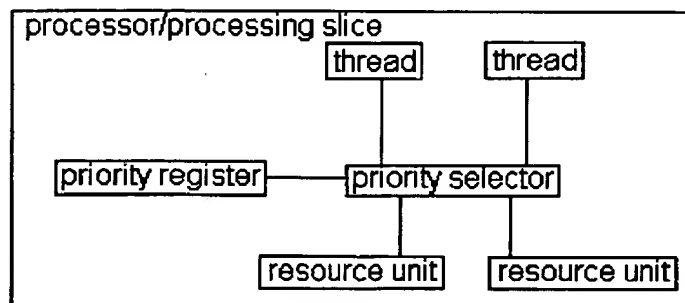 processor/processing slice
thread
thread
priority register
priority selector
resource unit
resource unit